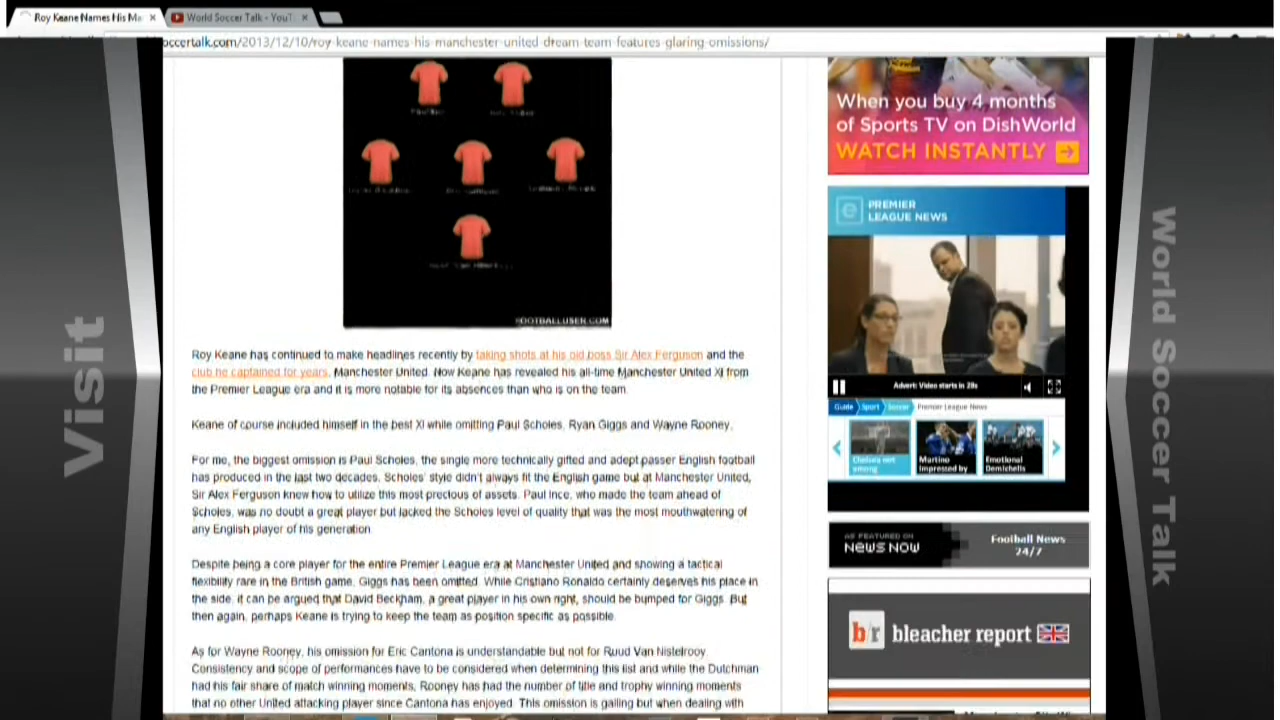 Roy Keane Names His Ma
World Soccer Talk - YouT
occertalk.com/2013/12/10/roy-keane-names-his-manchester-united-dream-team-features-glaring-omissions/
When you buy 4 months
of Sports TV on DishWorld
WATCH INSTANTLY
e PREMIER
LEAGUE NEWS
Advert: Video starts in 28s
Guide Sport Soccer Premier League News
Chelsea not among
Martino Impressed by
Emotional Demichelis
AS FEATURED ON
NewsNow
Football News
24/7
b/r bleacher report
FOOTBALLUSER.COM
Roy Keane has continued to make headlines recently by taking shots at his old boss Sir Alex Ferguson and the
club he captained for years, Manchester United. Now Keane has revealed his all-time Manchester United XI from
the Premier League era and it is more notable for its absences than who is on the team.
Keane of course included himself in the best XI while omitting Paul Scholes, Ryan Giggs and Wayne Rooney.
For me, the biggest omission is Paul Scholes, the single more technically gifted and adept passer English football
has produced in the last two decades. Scholes' style didn't always fit the English game but at Manchester United,
Sir Alex Ferguson knew how to utilize this most precious of assets. Paul Ince, who made the team ahead of
Scholes, was no doubt a great player but lacked the Scholes level of quality that was the most mouthwatering of
any English player of his generation.
Despite being a core player for the entire Premier League era at Manchester United and showing a tactical
flexibility rare in the British game, Giggs has been omitted. While Cristiano Ronaldo certainly deserves his place in
the side, it can be argued that David Beckham, a great player in his own right, should be bumped for Giggs. But
then again, perhaps Keane is trying to keep the team as position specific as possible.
As for Wayne Rooney, his omission for Eric Cantona is understandable but not for Ruud Van Nistelrooy.
Consistency and scope of performances have to be considered when determining this list and while the Dutchman
had his fair share of match winning moments, Rooney has had the number of title and trophy winning moments
that no other United attacking player since Cantona has enjoyed. This omission is galling but when dealing with
Visit
World Soccer Talk